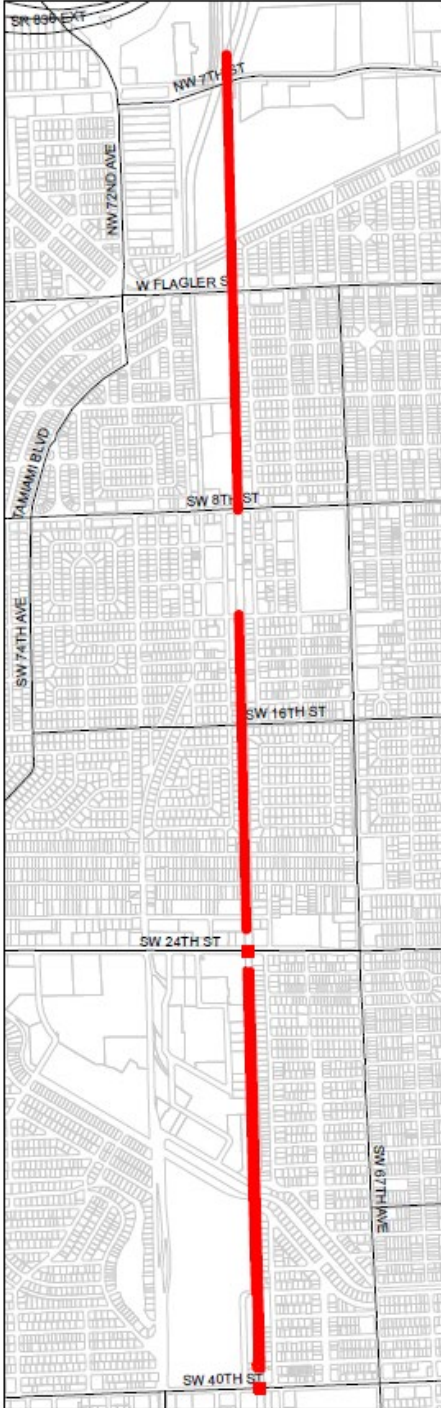 SR 836 EXT
NW 7TH ST
NW 72ND AVE
W FLAGLER S
TAMIAMI BLVD
SW 8TH ST
SW 74TH AVE
SW 16TH ST
SW 24TH ST
SW 67TH AVE
SW 40TH ST